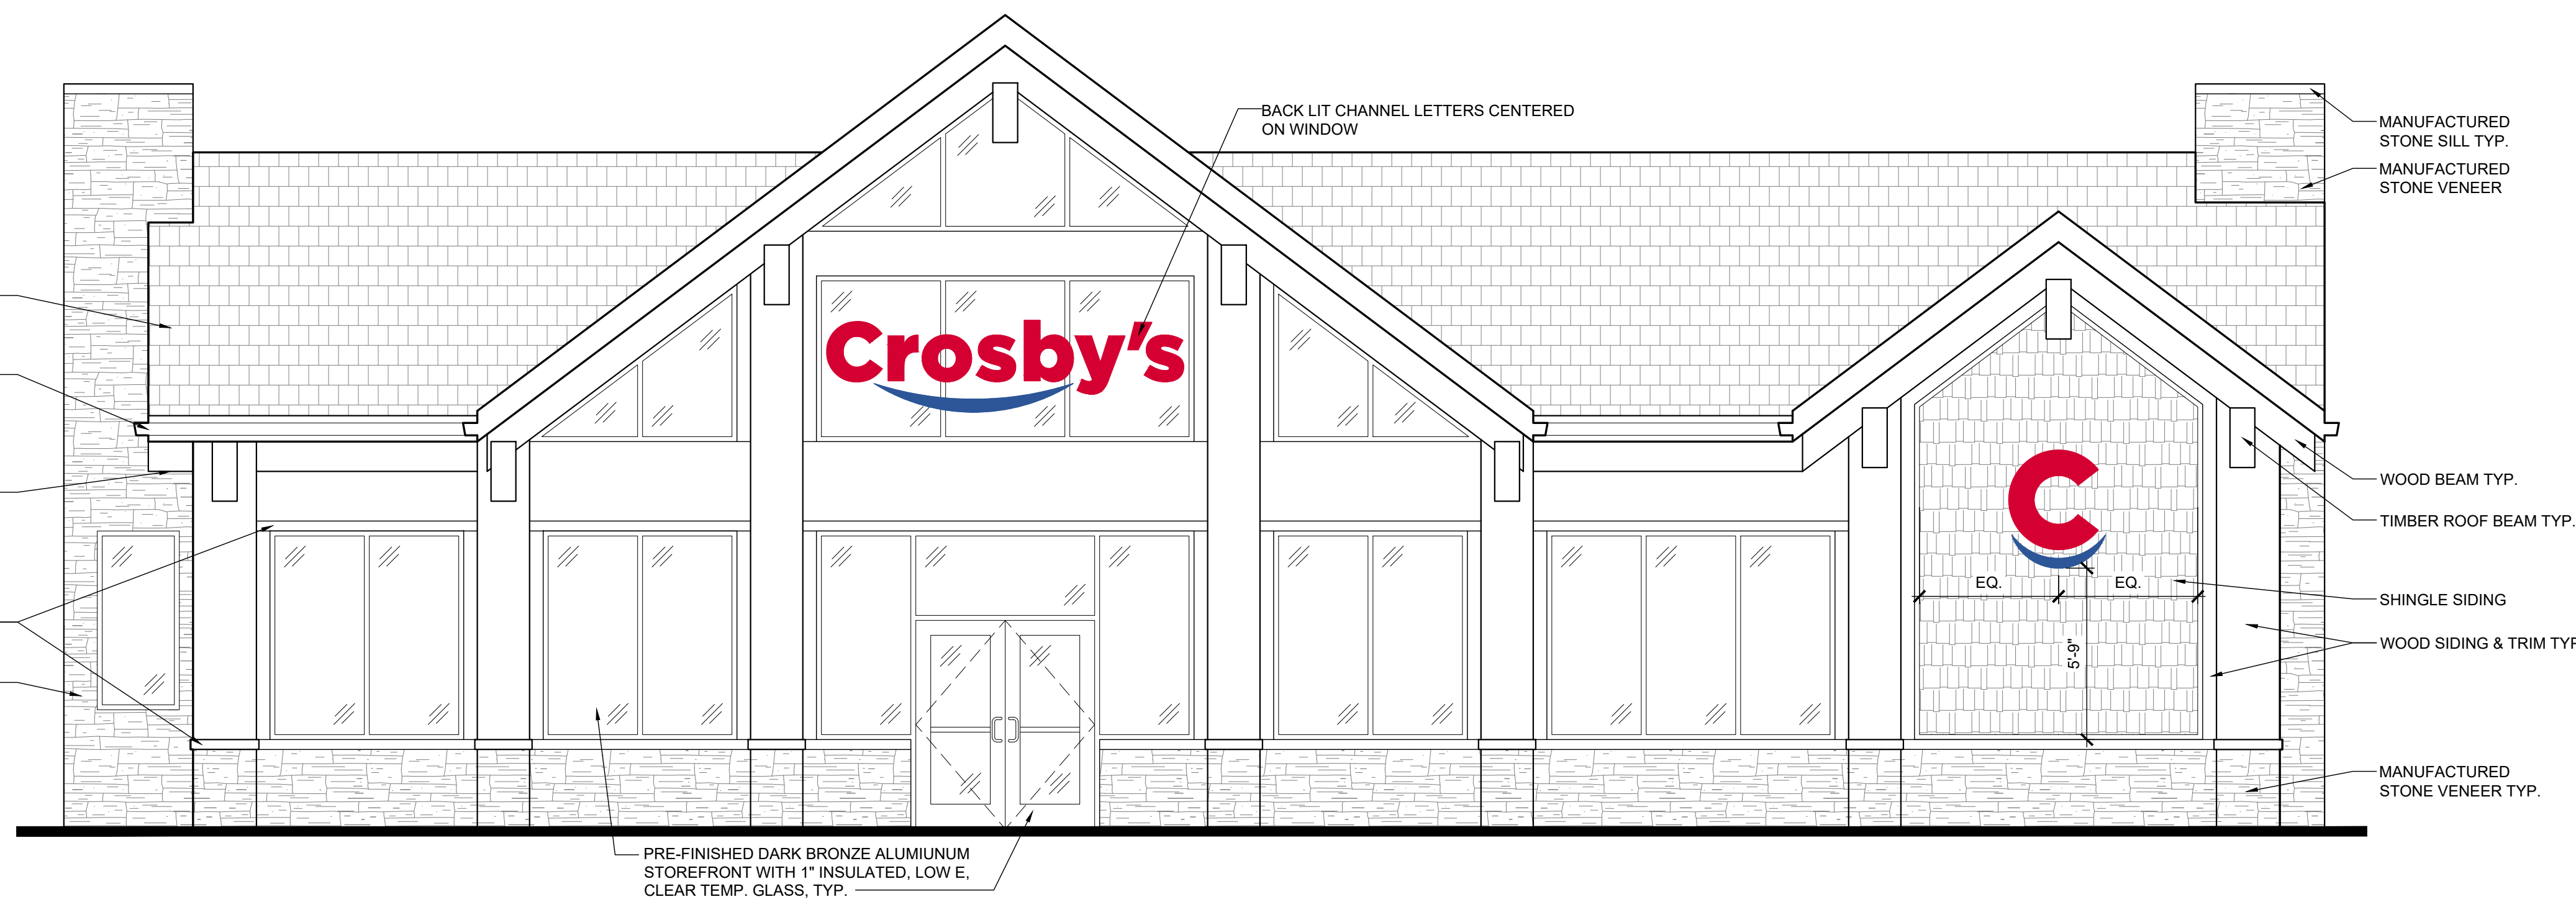 BACK LIT CHANNEL LETTERS CENTERED
ON WINDOW
MANUFACTURED
STONE SILL TYP.
MANUFACTURED
STONE VENEER
Crosby's
C
WOOD BEAM TYP.
TIMBER ROOF BEAM TYP.
EQ.
EQ.
SHINGLE SIDING
5'-9"
WOOD SIDING & TRIM TYP
MANUFACTURED
STONE VENEER TYP.
PRE-FINISHED DARK BRONZE ALUMIUNUM
STOREFRONT WITH 1" INSULATED, LOW E,
CLEAR TEMP. GLASS, TYP.